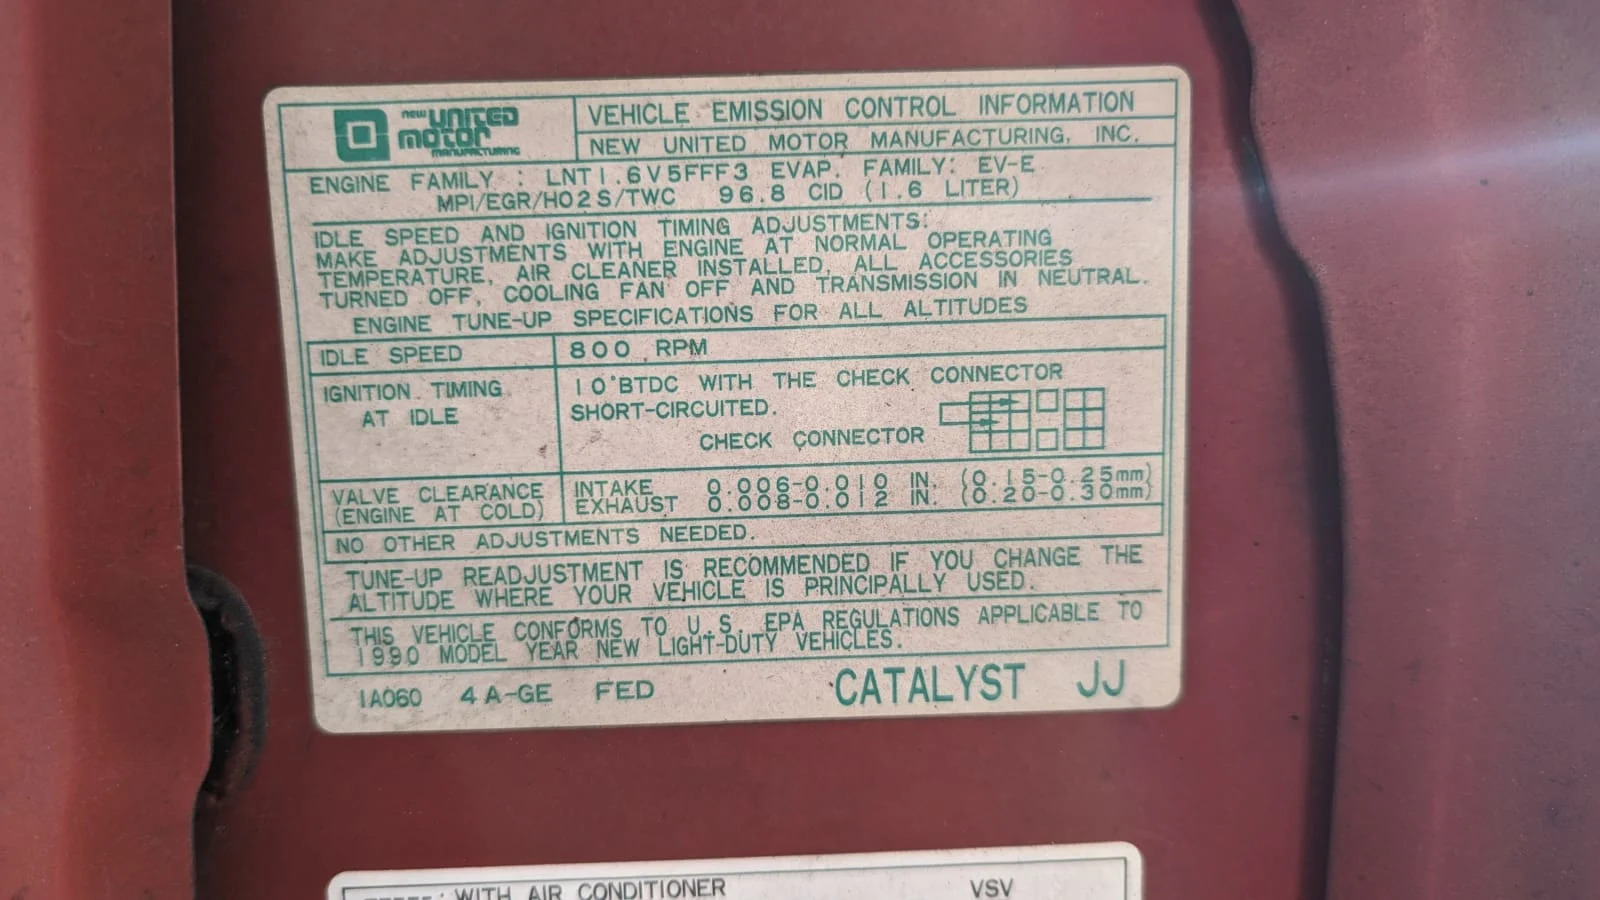 NEW UNITED
MOTOR
MANUFACTURING
VEHICLE EMISSION CONTROL INFORMATION
NEW UNITED MOTOR MANUFACTURING, INC.
ENGINE FAMILY : LNT1.6V5FFF3 EVAP. FAMILY: EV-E
MPI/EGR/HO2S/TWC 96.8 CID (1.6 LITER)
IDLE SPEED AND IGNITION TIMING ADJUSTMENTS:
MAKE ADJUSTMENTS WITH ENGINE AT NORMAL OPERATING
TEMPERATURE, AIR CLEANER INSTALLED, ALL ACCESSORIES
TURNED OFF, COOLING FAN OFF AND TRANSMISSION IN NEUTRAL.
ENGINE TUNE-UP SPECIFICATIONS FOR ALL ALTITUDES
IDLE SPEED 800 RPM
IGNITION TIMING
AT IDLE
10°BTDC WITH THE CHECK CONNECTOR
SHORT-CIRCUITED.
CHECK CONNECTOR
VALVE CLEARANCE
(ENGINE AT COLD)
INTAKE 0.006-0.010 IN. (0.15-0.25mm)
EXHAUST 0.008-0.012 IN. (0.20-0.30mm)
NO OTHER ADJUSTMENTS NEEDED.
TUNE-UP READJUSTMENT IS RECOMMENDED IF YOU CHANGE THE
ALTITUDE WHERE YOUR VEHICLE IS PRINCIPALLY USED.
THIS VEHICLE CONFORMS TO U.S. EPA REGULATIONS APPLICABLE TO
1990 MODEL YEAR NEW LIGHT-DUTY VEHICLES.
1A060 4A-GE FED CATALYST JJ
: WITH AIR CONDITIONER VSV